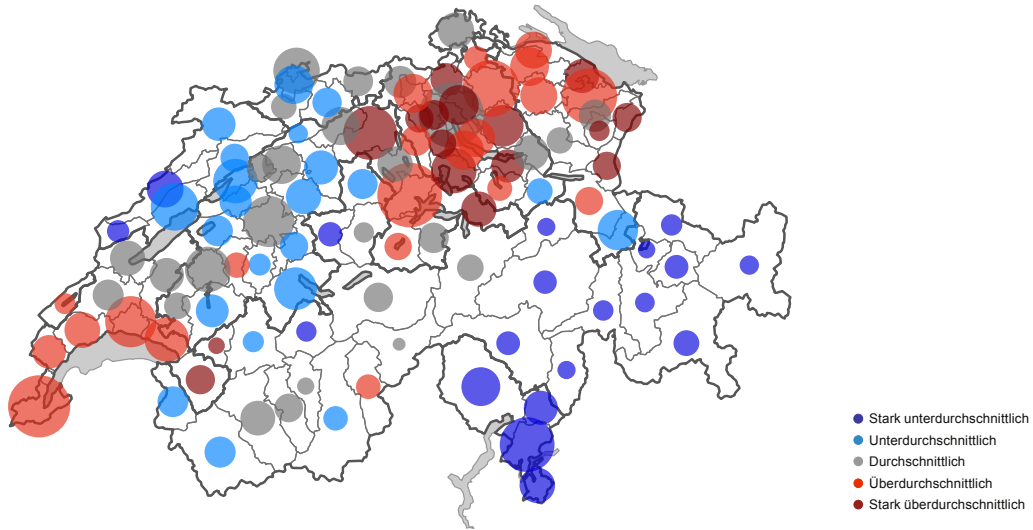 Stark unterdurchschnittlich
Unterdurchschnittlich
Durchschnittlich
Überdurchschnittlich
Stark überdurchschnittlich